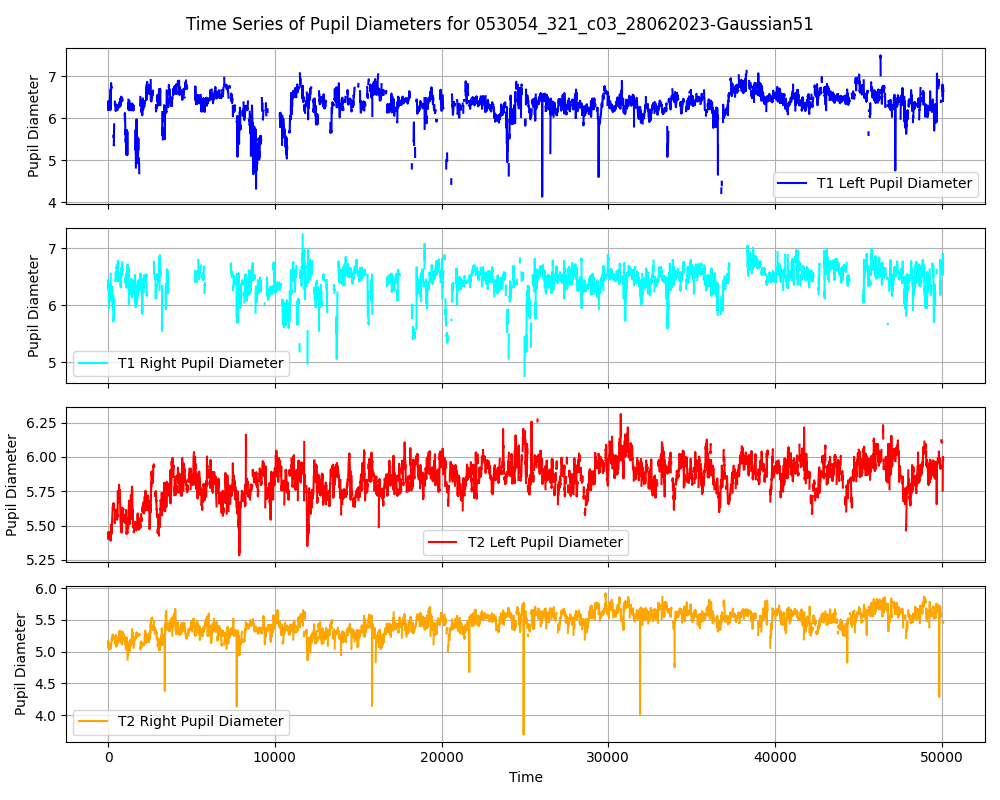 Time Series of Pupil Diameters for 053054_321_c03_28062023-Gaussian51
Pupil Diameter
7
6
5
4
T1 Left Pupil Diameter
Pupil Diameter
7
6
5
T1 Right Pupil Diameter
Pupil Diameter
6.25
6.00
5.75
5.50
5.25
T2 Left Pupil Diameter
Pupil Diameter
6.0
5.5
5.0
4.5
4.0
T2 Right Pupil Diameter
0 10000 20000 30000 40000 50000
Time